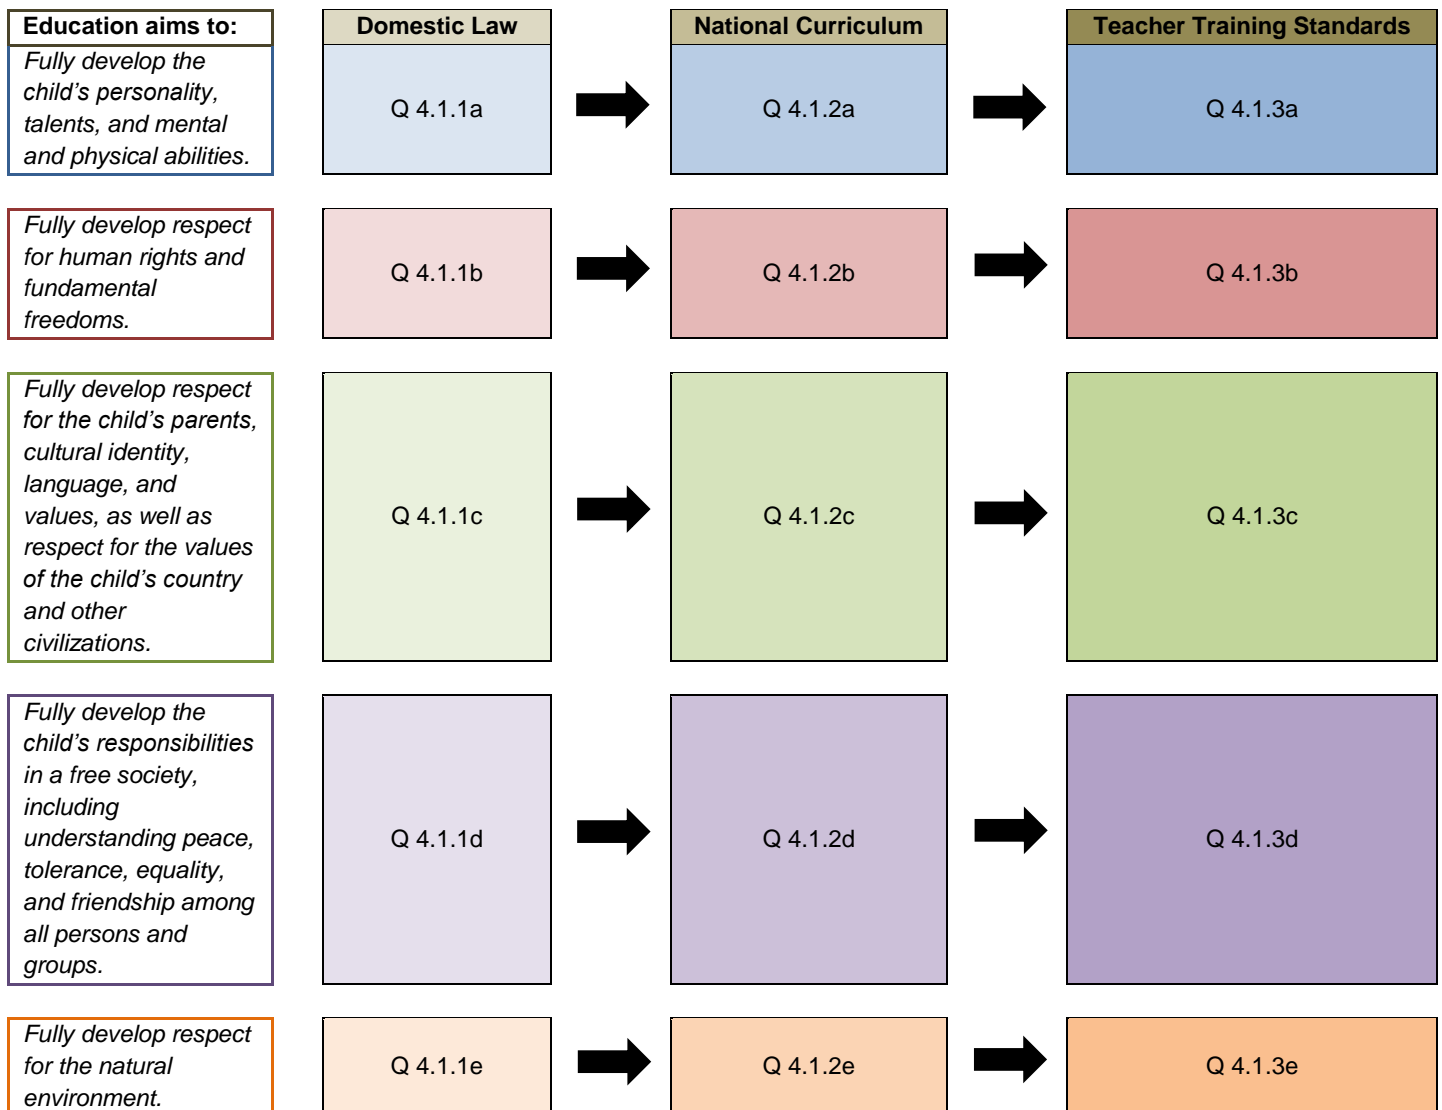 Education aims to:
Domestic Law
National Curriculum
Teacher Training Standards
Fully develop the
child’s personality,
talents, and mental
and physical abilities.
Q 4.1.1a
Q 4.1.2a
Q 4.1.3a
Fully develop respect
for human rights and
fundamental
freedoms.
Q 4.1.1b
Q 4.1.2b
Q 4.1.3b
Fully develop respect
for the child’s parents,
cultural identity,
language, and
values, as well as
respect for the values
of the child’s country
and other
civilizations.
Q 4.1.1c
Q 4.1.2c
Q 4.1.3c
Fully develop the
child’s responsibilities
in a free society,
including
understanding peace,
tolerance, equality,
and friendship among
all persons and
groups.
Q 4.1.1d
Q 4.1.2d
Q 4.1.3d
Fully develop respect
for the natural
environment.
Q 4.1.1e
Q 4.1.2e
Q 4.1.3e